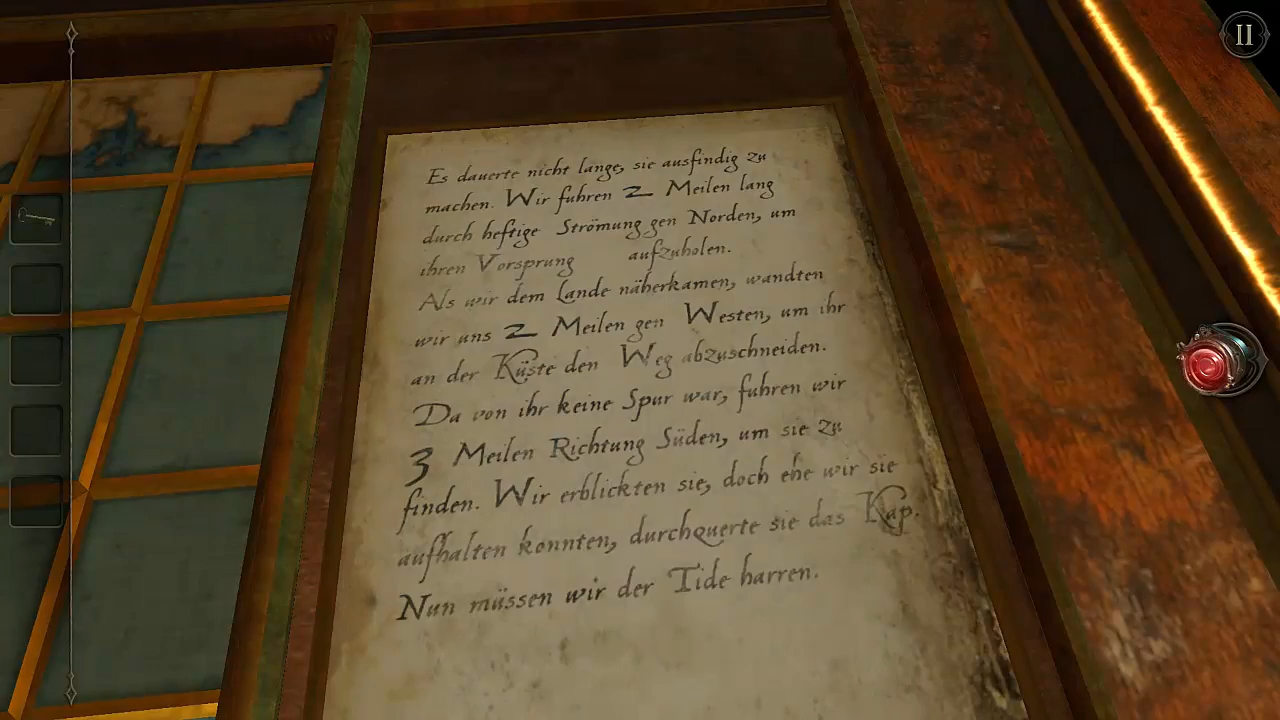 Es dauerte nicht lange, sie ausfindig zu
machen. Wir fuhren 2 Meilen lang
durch heftige Strömung gen Norden, um
ihren Vorsprung aufzuholen.
Als wir dem Lande näherkamen, wandten
wir uns 2 Meilen gen Westen, um ihr
an der Küste den Weg abzuschneiden.
Da von ihr keine Spur war, fuhren wir
3 Meilen Richtung Süden, um sie zu
finden. Wir erblickten sie, doch ehe wir sie
aufhalten konnten, durchquerte sie das Kap.
Nun müssen wir der Tide harren.